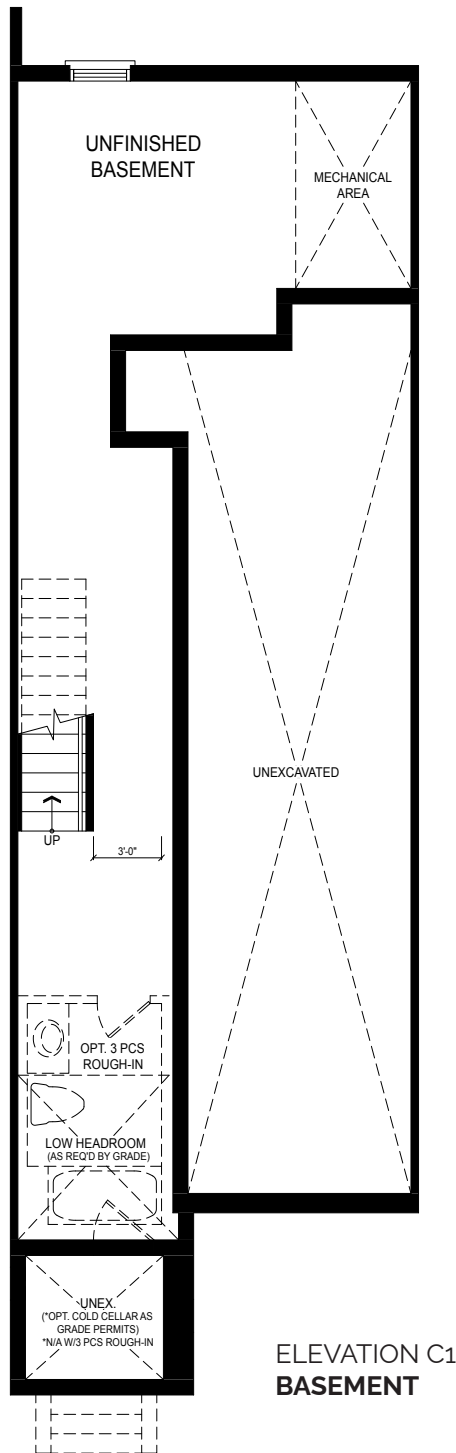 UNFINISHED
BASEMENT
MECHANICAL
AREA
UNEXCAVATED
UP
3'-0"
OPT. 3 PCS
ROUGH-IN
LOW HEADROOM
(AS REQ'D BY GRADE)
UNEX.
(*OPT. COLD CELLAR AS
GRADE PERMITS)
*N/A W/3 PCS ROUGH-IN
ELEVATION C1
BASEMENT